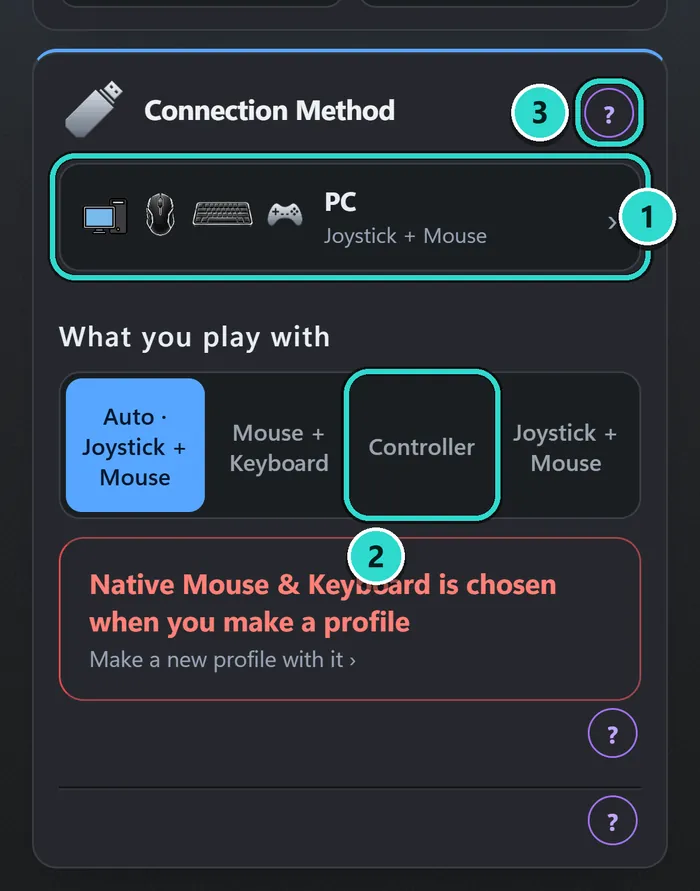 Connection Method
3
?
PC
Joystick + Mouse
›
1
What you play with
Auto ·
Joystick +
Mouse
Mouse +
Keyboard
Controller
Joystick +
Mouse
2
Native Mouse & Keyboard is chosen
when you make a profile
Make a new profile with it ›
?
?